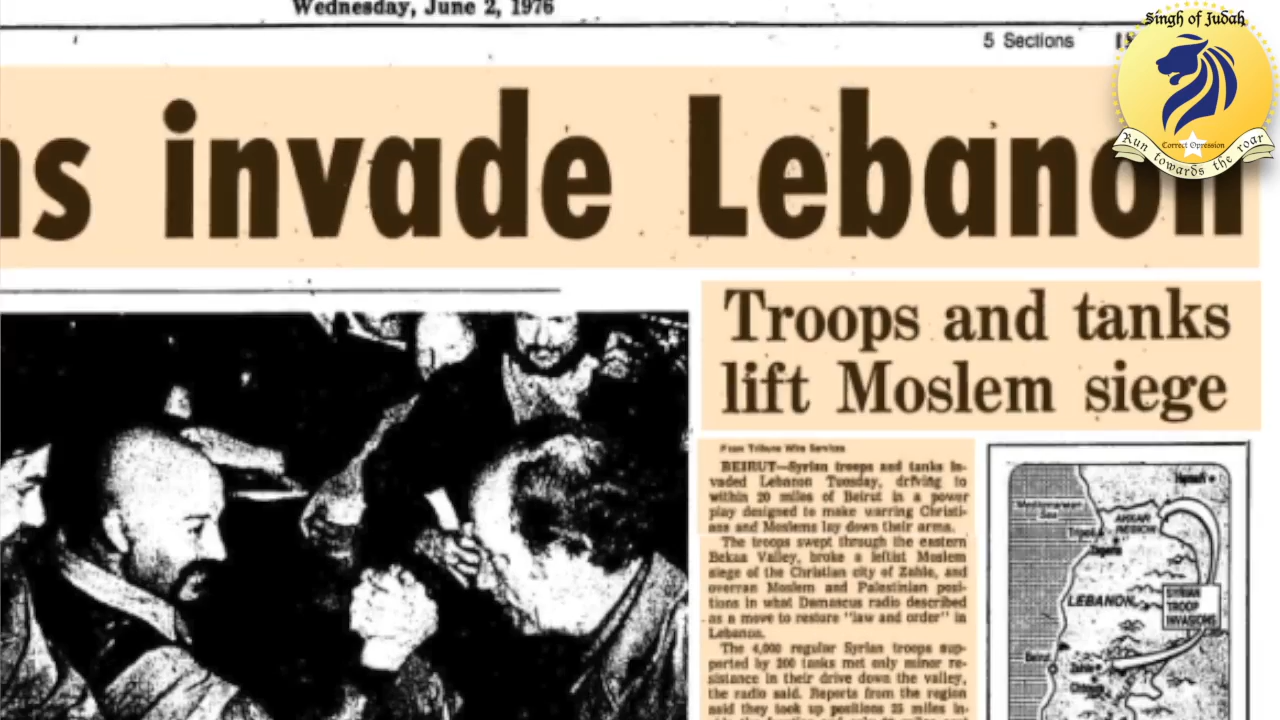 Wednesday, June 2, 1976
5 Sections
Singh of Judah
Correct Opression
Run towards the roar
ns invade Lebanon
Troops and tanks
lift Moslem siege
From Tribune Wire Services
BEIRUT—Syrian troops and tanks in-
vaded Lebanon Tuesday, driving to
within 20 miles of Beirut in a power
play designed to make warring Christi-
ans and Moslems lay down their arms.
The troops swept through the eastern
Bekaa Valley, broke a leftist Moslem
siege of the Christian city of Zahle, and
overran Moslem and Palestinian posi-
tions in what Damascus radio described
as a move to restore "law and order" in
Lebanon.
The 4,000 regular Syrian troops sup-
ported by 200 tanks met only minor re-
sistance in their drive down the valley,
the radio said. Reports from the region
said they took up positions 25 miles in-
Mediterranean
Sea
AKKAR
REGION
LEBANON
SYRIAN
TROOP
INVASIONS
Beirut
Zahle